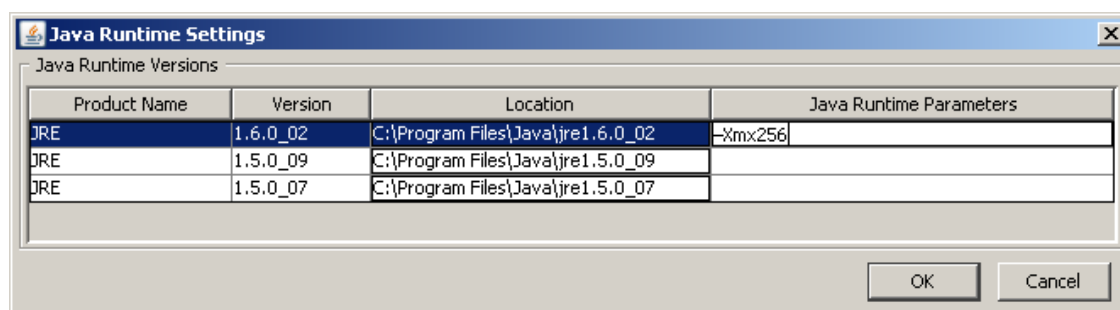 Java Runtime Settings
Java Runtime Versions
Product Name Version Location Java Runtime Parameters
JRE 1.6.0_02 C:\Program Files\Java\jre1.6.0_02 -Xmx256
JRE 1.5.0_09 C:\Program Files\Java\jre1.5.0_09
JRE 1.5.0_07 C:\Program Files\Java\jre1.5.0_07
OK Cancel